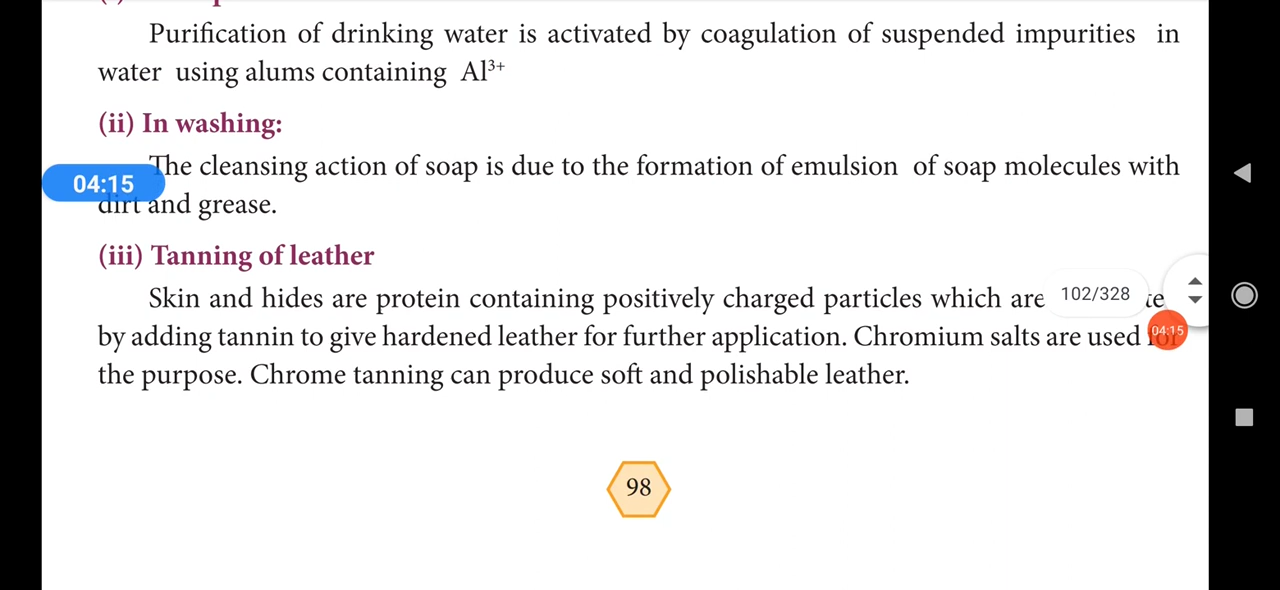 Purification of drinking water is activated by coagulation of suspended impurities in
water using alums containing Al³⁺
(ii) In washing:
The cleansing action of soap is due to the formation of emulsion of soap molecules with
04:15
dirt and grease.
(iii) Tanning of leather
Skin and hides are protein containing positively charged particles which are
102/328
by adding tannin to give hardened leather for further application. Chromium salts are used for
04:15
the purpose. Chrome tanning can produce soft and polishable leather.
98